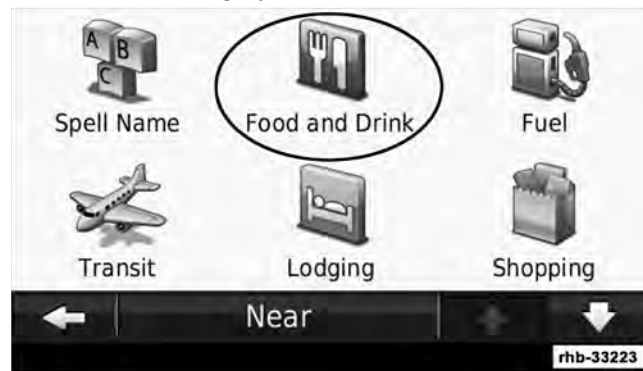 A B
C
Spell Name
Food and Drink
Fuel
Transit
Lodging
Shopping
Near
rhb-33223